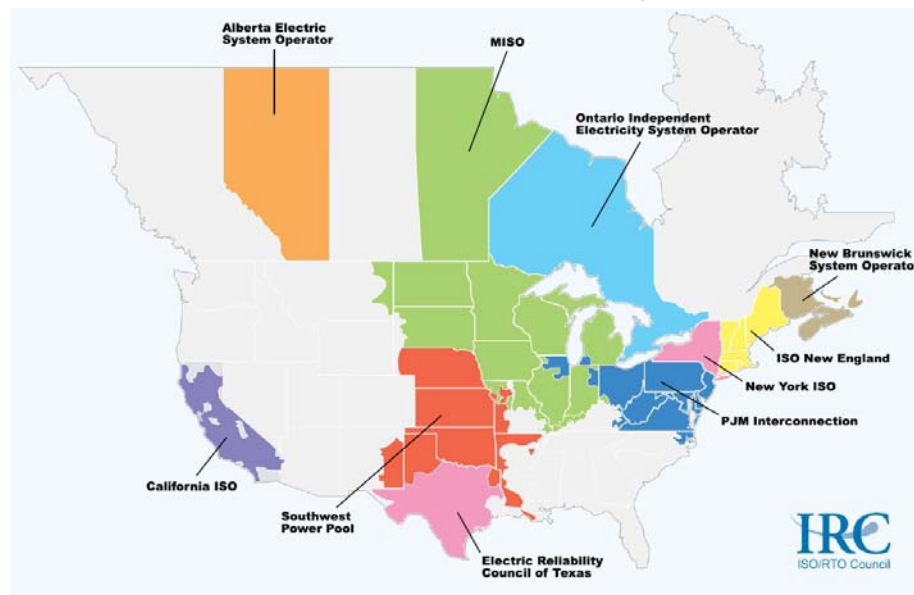 Alberta Electric
System Operator
MISO
Ontario Independent
Electricity System Operator
New Brunswick
System Operato
ISO New England
New York ISO
PJM Interconnection
California ISO
Southwest
Power Pool
Electric Reliability
Council of Texas
IRC
ISO/RTO Council